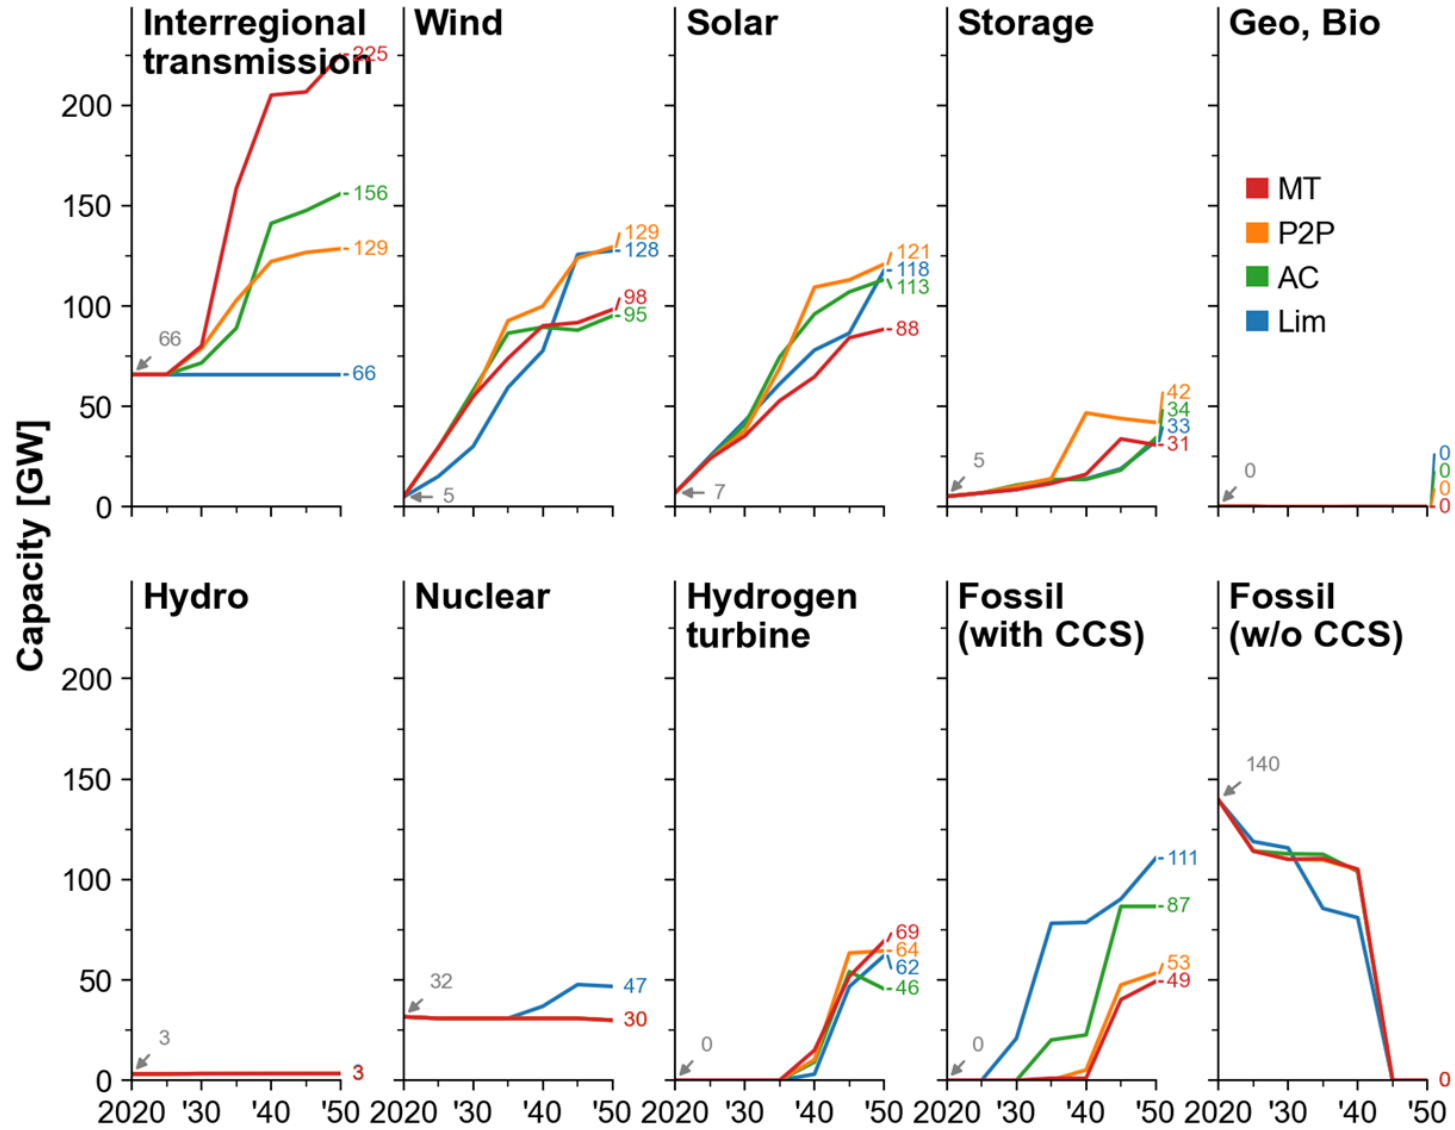 Interregional
transmission
Wind
Solar
Storage
Geo, Bio
Capacity [GW]
200
150
100
50
0
66
225
156
129
66
5
129
128
98
95
7
121
118
113
88
5
42
34
33
31
MT
P2P
AC
Lim
0
0
0
0
0
Hydro
Nuclear
Hydrogen
turbine
Fossil
(with CCS)
Fossil
(w/o CCS)
200
150
100
50
0
3
3
32
47
30
0
69
64
62
46
0
111
87
53
49
140
0
2020 '30 '40 '50
2020 '30 '40 '50
2020 '30 '40 '50
2020 '30 '40 '50
2020 '30 '40 '50